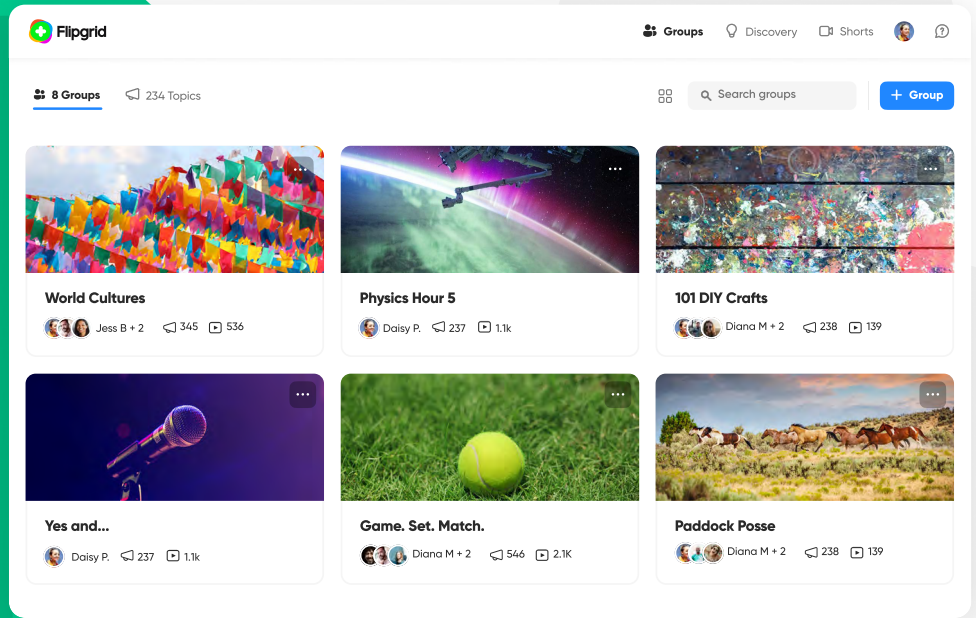 Flipgrid
Groups
Discovery
Shorts
8 Groups
234 Topics
Search groups
+ Group
World Cultures
Jess B + 2 345 536
Physics Hour 5
Daisy P. 237 1.1k
101 DIY Crafts
Diana M + 2 238 139
Yes and...
Daisy P. 237 1.1k
Game. Set. Match.
Diana M + 2 546 2.1K
Paddock Posse
Diana M + 2 238 139